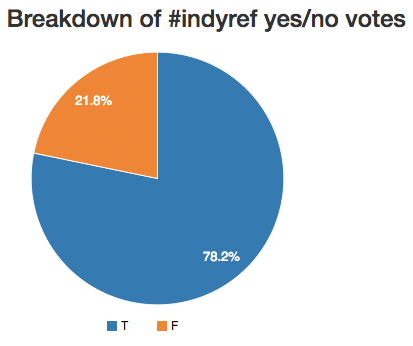 Breakdown of #indyref yes/no votes
21.8%
78.2%
T F